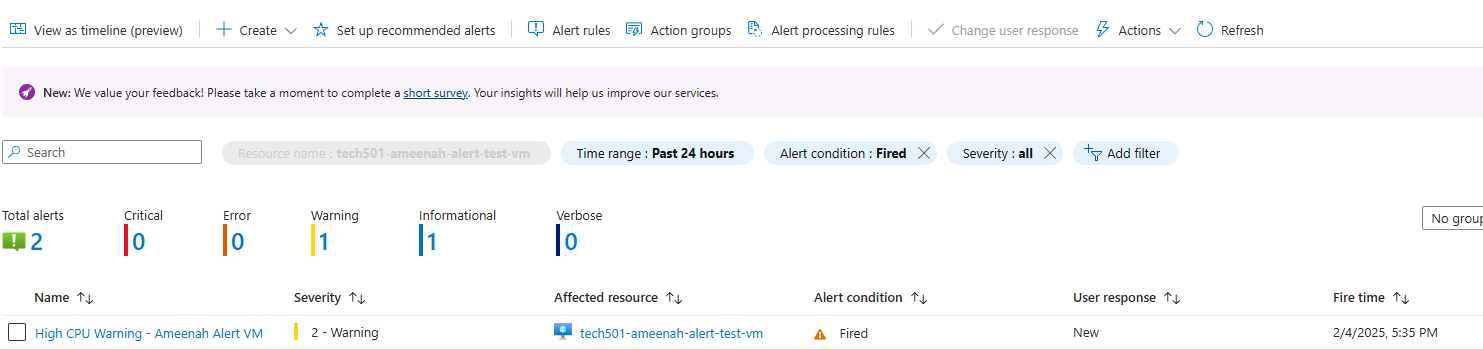 View as timeline (preview) Create Set up recommended alerts Alert rules Action groups Alert processing rules Change user response Actions Refresh
New: We value your feedback! Please take a moment to complete a short survey. Your insights will help us improve our services.
Search Resource name : tech501-ameenah-alert-test-vm Time range : Past 24 hours Alert condition : Fired Severity : all Add filter
Total alerts Critical Error Warning Informational Verbose
2 0 0 1 1 0
No group
Name Severity Affected resource Alert condition User response Fire time
High CPU Warning - Ameenah Alert VM 2 - Warning tech501-ameenah-alert-test-vm Fired New 2/4/2025, 5:35 PM